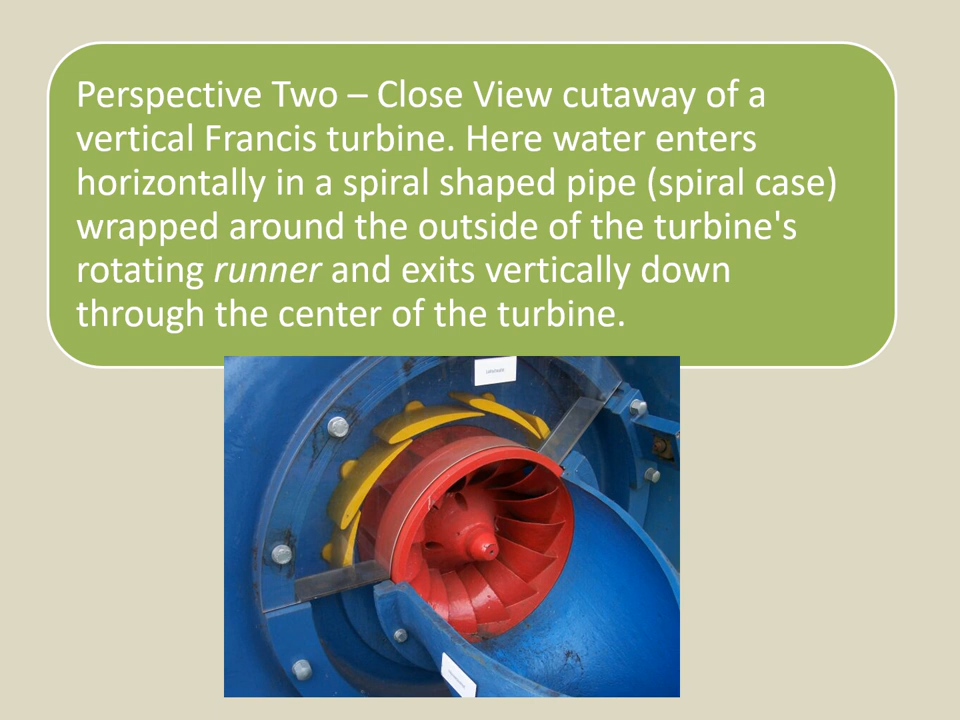 Perspective Two – Close View cutaway of a
vertical Francis turbine. Here water enters
horizontally in a spiral shaped pipe (spiral case)
wrapped around the outside of the turbine's
rotating runner and exits vertically down
through the center of the turbine.